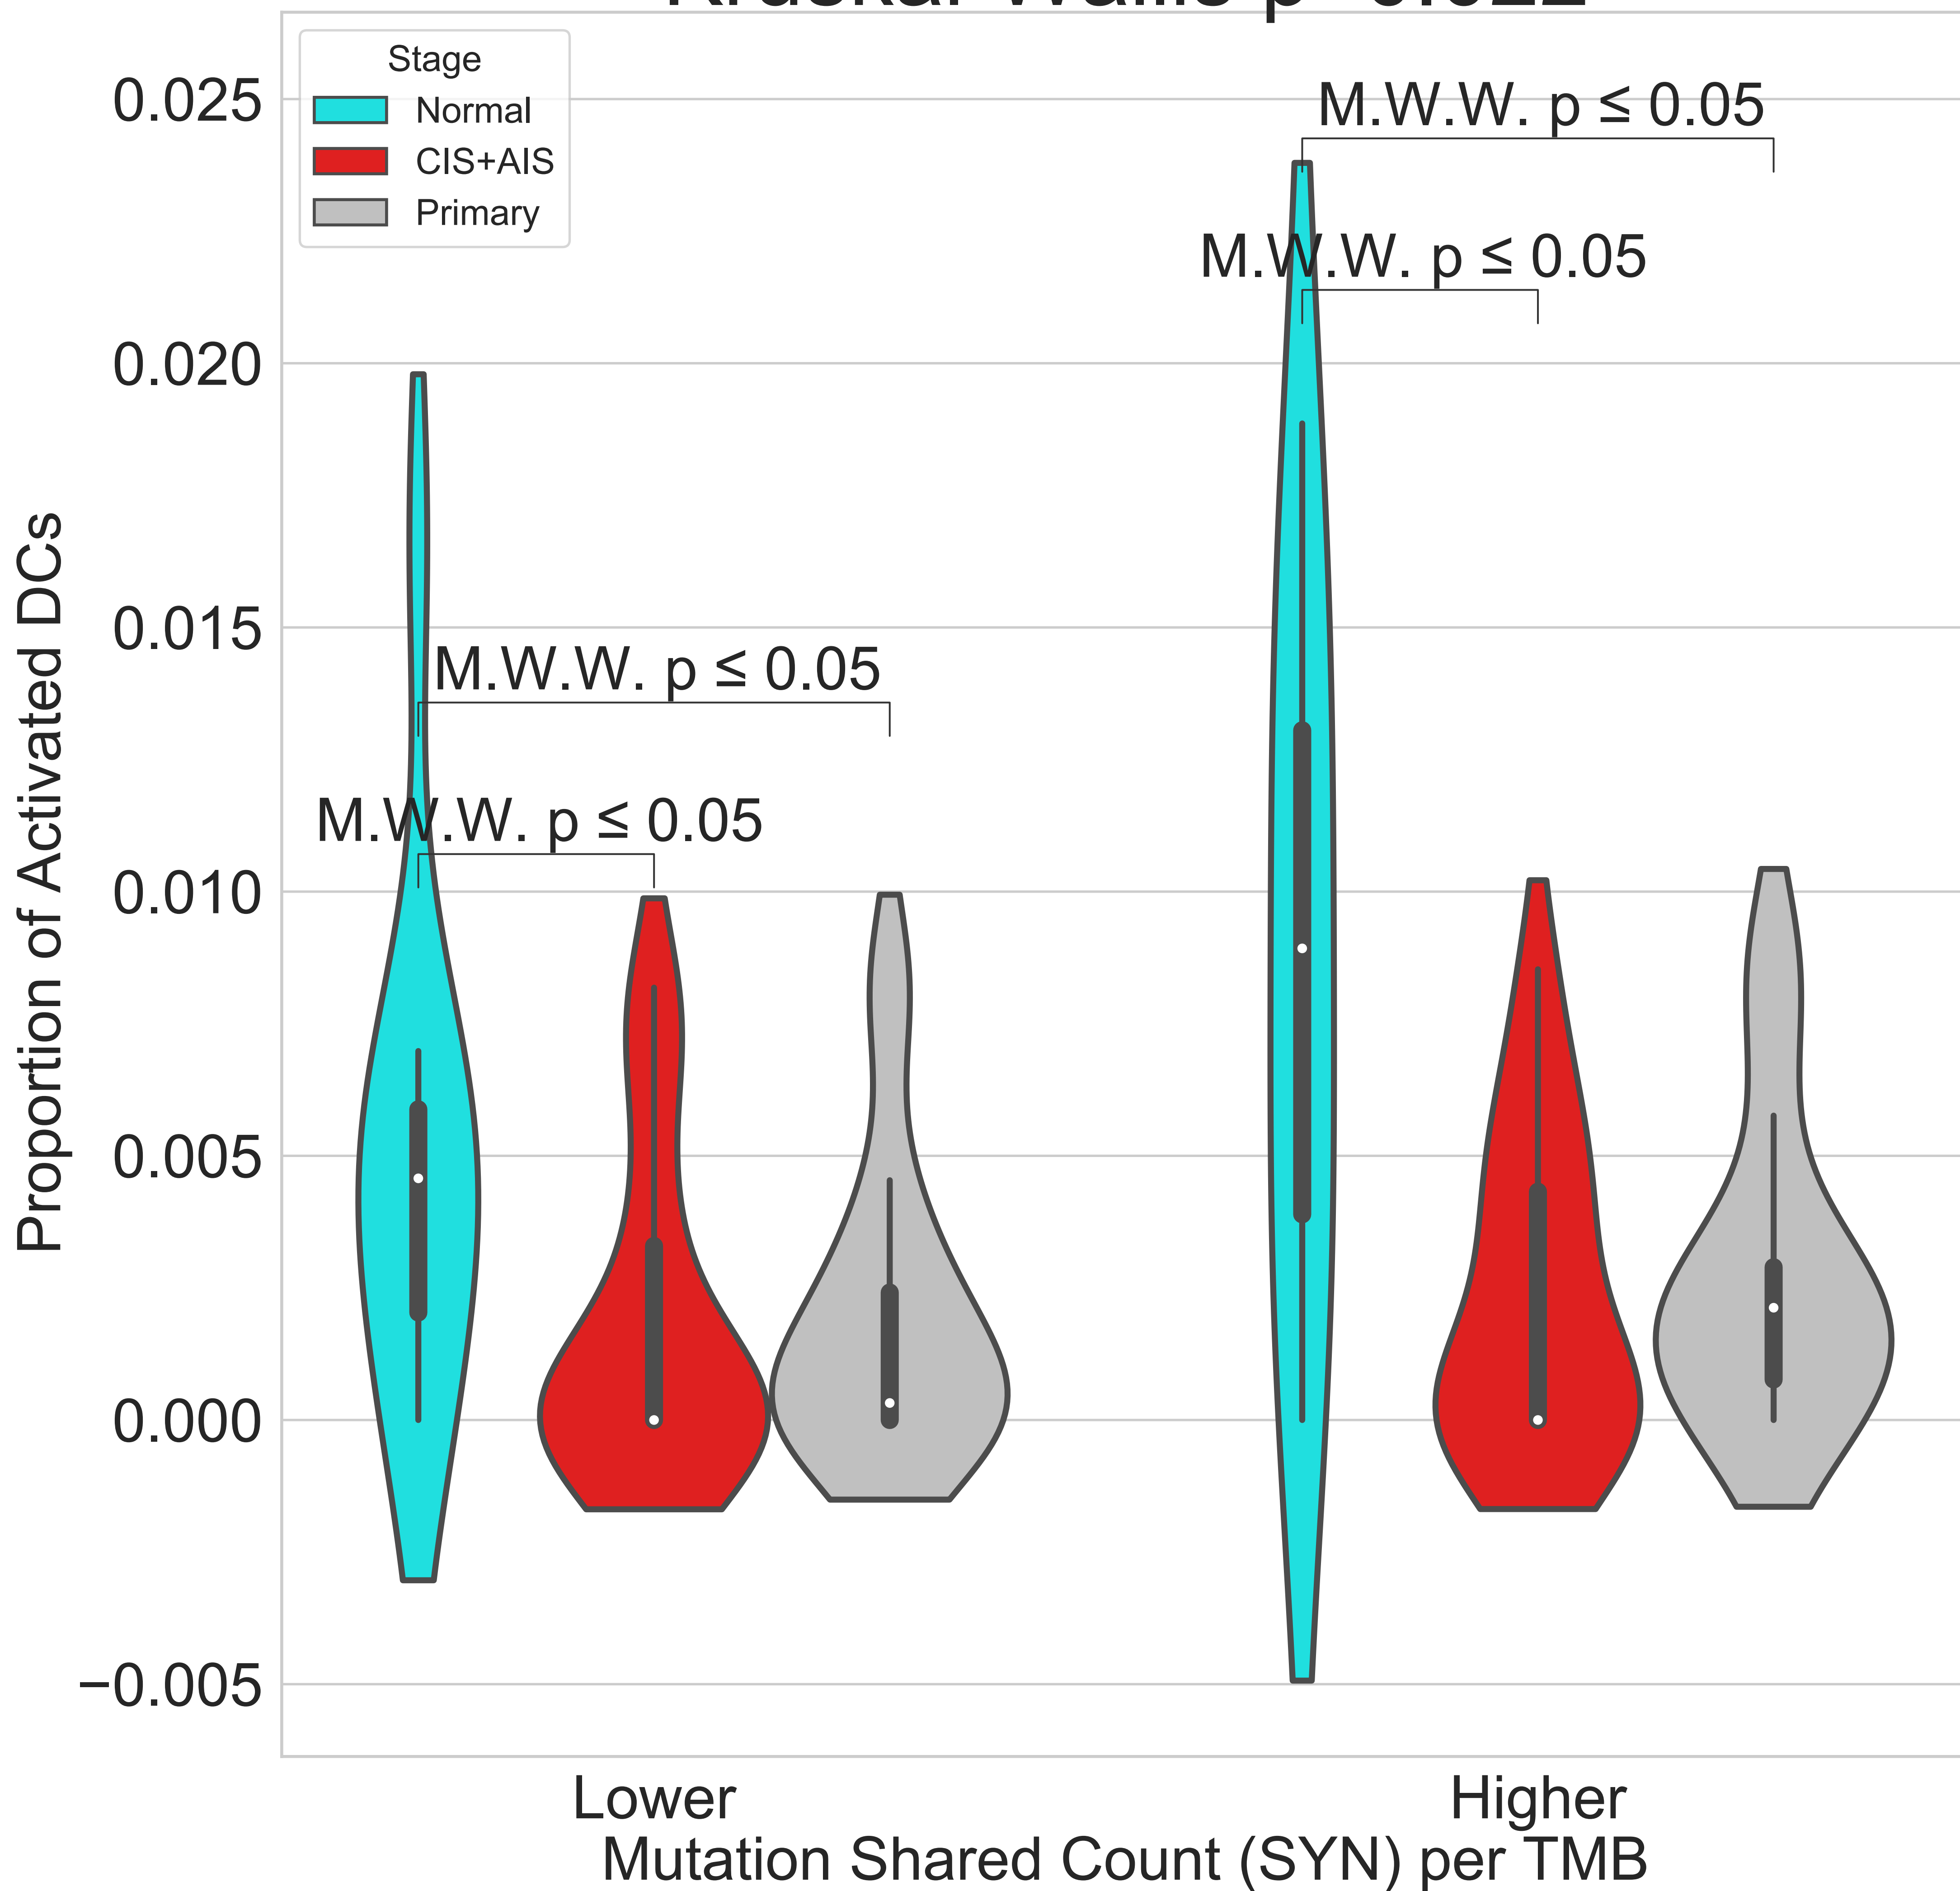 Stage
Normal
CIS+AIS
Primary
0.025
0.020
0.015
0.010
0.005
0.000
−0.005
Proportion of Activated DCs
M.W.W. p ≤ 0.05
M.W.W. p ≤ 0.05
M.W.W. p ≤ 0.05
M.W.W. p ≤ 0.05
Lower
Higher
Mutation Shared Count (SYN) per TMB